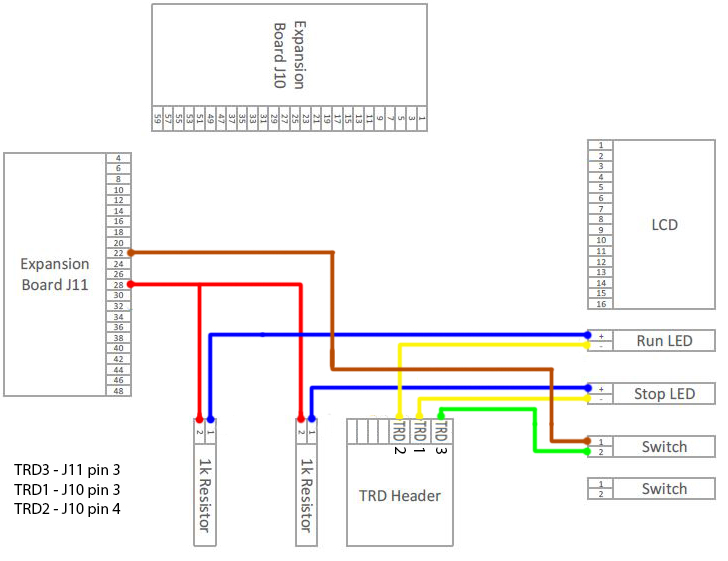 Expansion
Board J10
59 57 55 53 51 49 47 37 35 33 31 29 27 25 23 21 19 17 15 13 11 9 7 5 3 1
Expansion
Board J11
4
6
8
10
12
14
16
18
20
22
24
26
28
30
32
34
36
38
40
42
44
46
48
LCD
1
2
3
4
5
6
7
8
9
10
11
12
13
14
15
16
+
-
Run LED
+
-
Stop LED
1
2
Switch
1
2
Switch
2 1
1k Resistor
2 1
1k Resistor
TRD 2
TRD 1
TRD 3
TRD Header
TRD3 - J11 pin 3
TRD1 - J10 pin 3
TRD2 - J10 pin 4